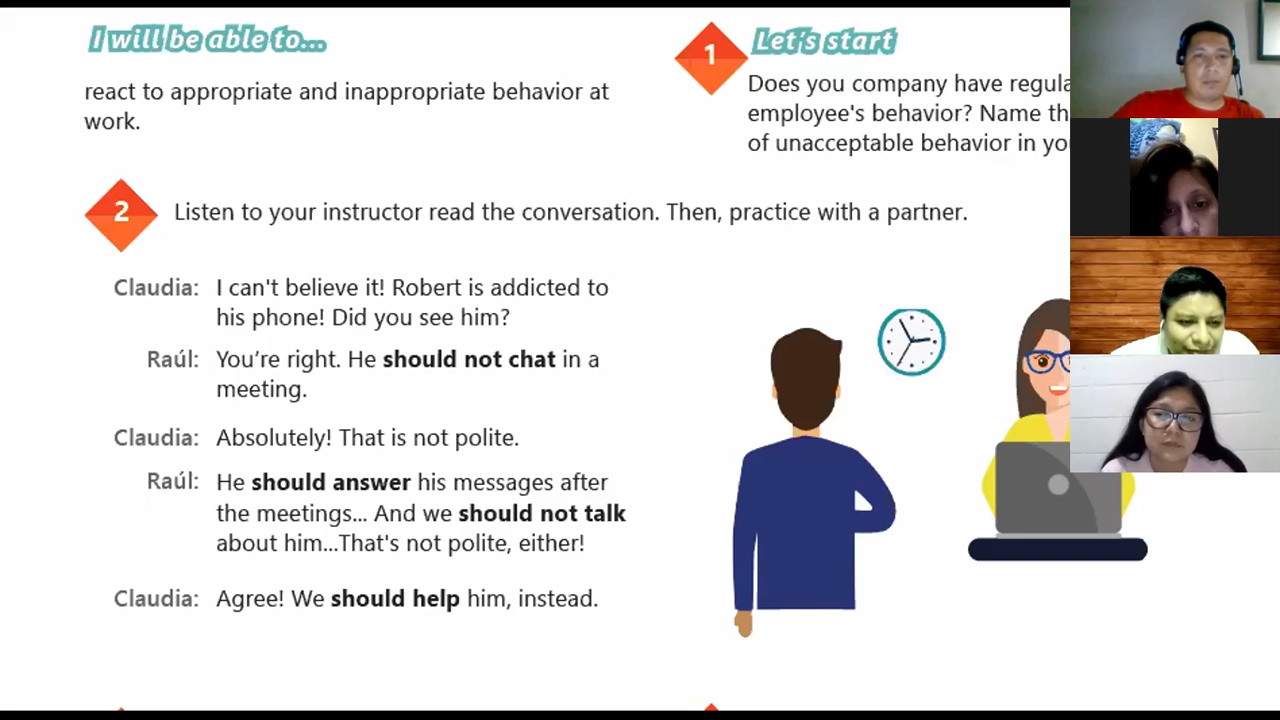 I will be able to...
react to appropriate and inappropriate behavior at
work.
1
Let's start
Does you company have
employee's behavior? Name
of unacceptable behavior in
2
Listen to your instructor read the conversation. Then, practice with a partner.
Claudia: I can't believe it! Robert is addicted to
his phone! Did you see him?
Raúl: You're right. He should not chat in a
meeting.
Claudia: Absolutely! That is not polite.
Raúl: He should answer his messages after
the meetings... And we should not talk
about him...That's not polite, either!
Claudia: Agree! We should help him, instead.